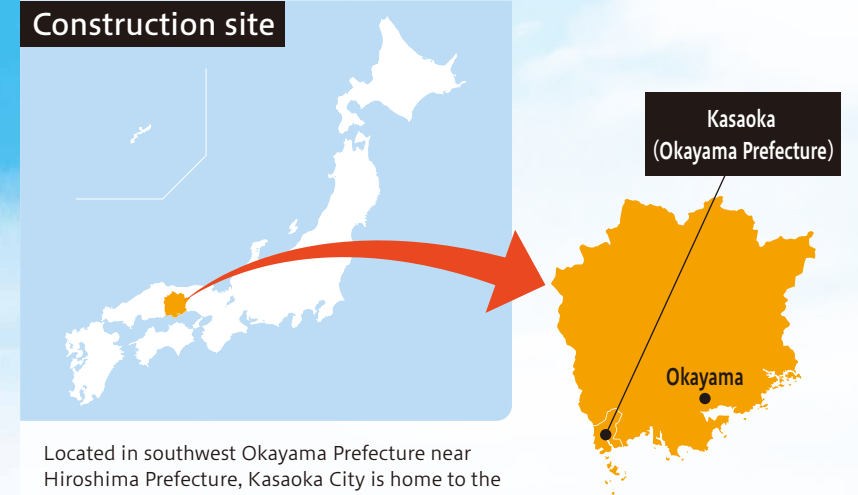 Construction site
Kasaoka
(Okayama Prefecture)
Okayama
Located in southwest Okayama Prefecture near
Hiroshima Prefecture, Kasaoka City is home to the